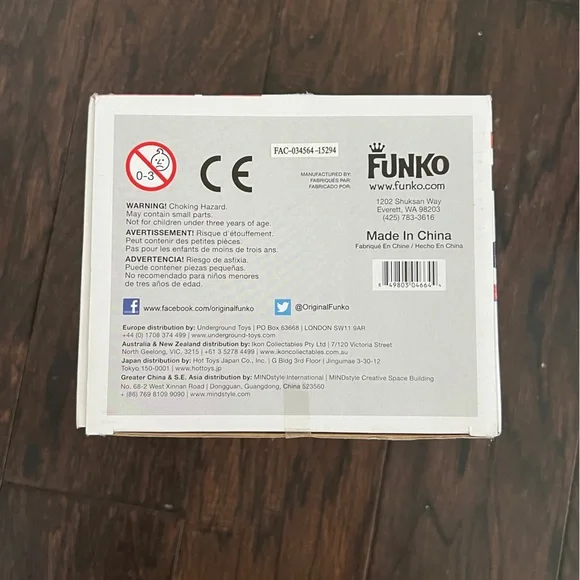 0-3
CE
FAC-034564-15294
MANUFACTURED BY:
FABRIQUÉS PAR:
FABRICADO POR:
FUNKO
www.funko.com
1202 Shuksan Way
Everett, WA 98203
(425) 783-3616
Made In China
Fabriqué En Chine / Hecho En China
WARNING! Choking Hazard.
May contain small parts.
Not for children under three years of age.
AVERTISSEMENT! Risque d'étouffement.
Peut contenir des petites pièces.
Pas pour les enfants de moins de trois ans.
ADVERTENCIA! Riesgo de asfixia.
Puede contener piezas pequeñas.
No recomendado para niños menores
de tres años de edad.
8 49803 04664 4
f www.facebook.com/originalfunko
@OriginalFunko
Europe distribution by: Underground Toys | PO Box 63668 | LONDON SW11 9AR
+44 (0) 1708 374 499 | www.underground-toys.com
Australia & New Zealand distribution by: Ikon Collectables Pty Ltd | 7/120 Victoria Street
North Geelong, VIC, 3215 | +61 3 5278 4499 | www.ikoncollectables.com.au
Japan distribution by: Hot Toys Japan Co., Inc. | G Bldg 3rd Floor | Jingumae 3-30-12
Tokyo 150-0001 | www.hottoys.jp
Greater China & S.E. Asia distribution by: MINDstyle International | MINDstyle Creative Space Building
No. 68-2 West Xinnan Road | Dongguan, Guangdong, China 523560
+ (86) 769 8109 9090 | www.mindstyle.com